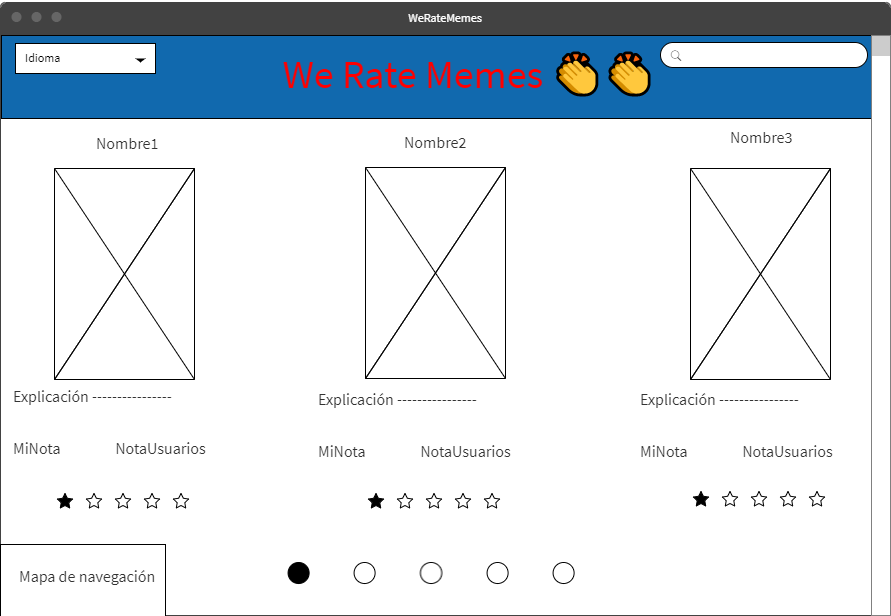 WeRateMemes
Idioma
We Rate Memes 👏👏
Nombre1
Nombre2
Nombre3
Explicación ----------------
Explicación ----------------
Explicación ----------------
MiNota NotaUsuarios
MiNota NotaUsuarios
MiNota NotaUsuarios
Mapa de navegación